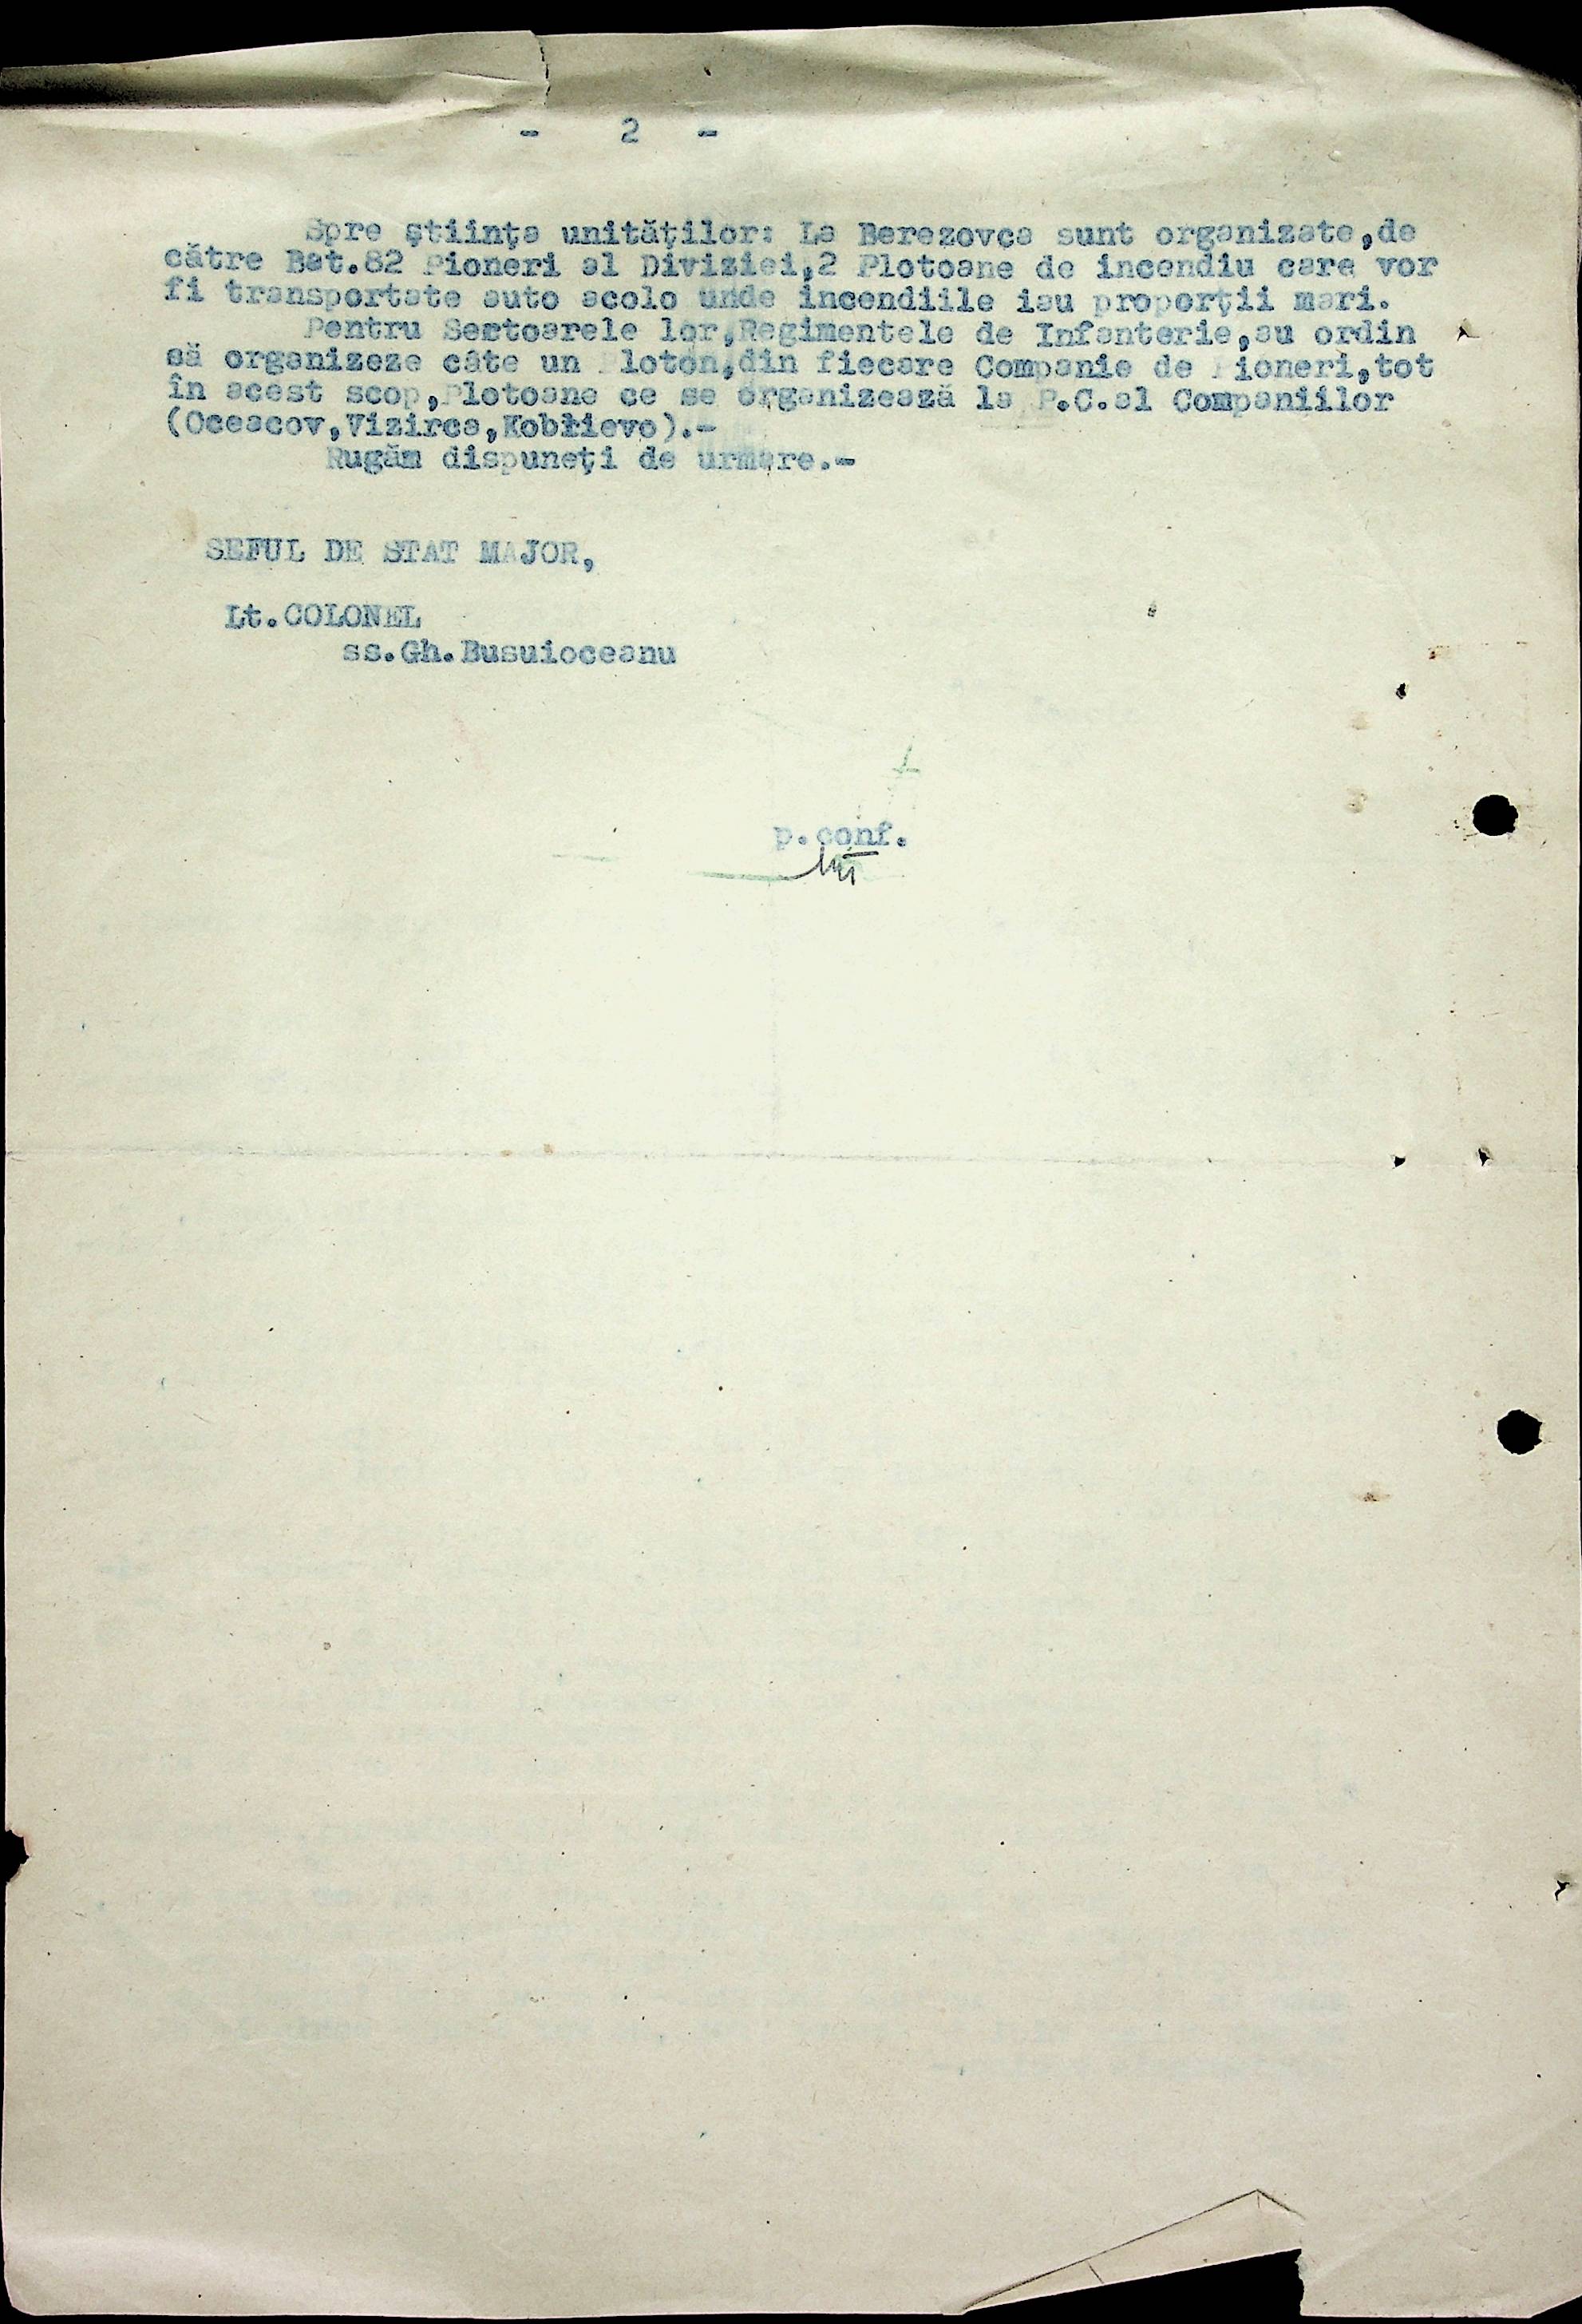 - 2 -
Spre ştiinţa unităţilor: La Berezovca sunt organizate,de
către Bat.82 Pioneri al Diviziei,2 Plotoane de incendiu care vor
fi transportate auto acolo unde incendiile iau proporţii mari.
Pentru Sectoarele lor,Regimentele de Infanterie,au ordin
să organizeze câte un Ploton,din fiecare Companie de Pioneri,tot
în acest scop,Plotoane ce se organizează la P.C.al Companiilor
(Oceacov,Vizirca,Koblievo).-
Rugăm dispuneţi de urmare.-
SEFUL DE STAT MAJOR,
Lt.COLONEL
ss.Gh.Busuioceanu
p.conf.